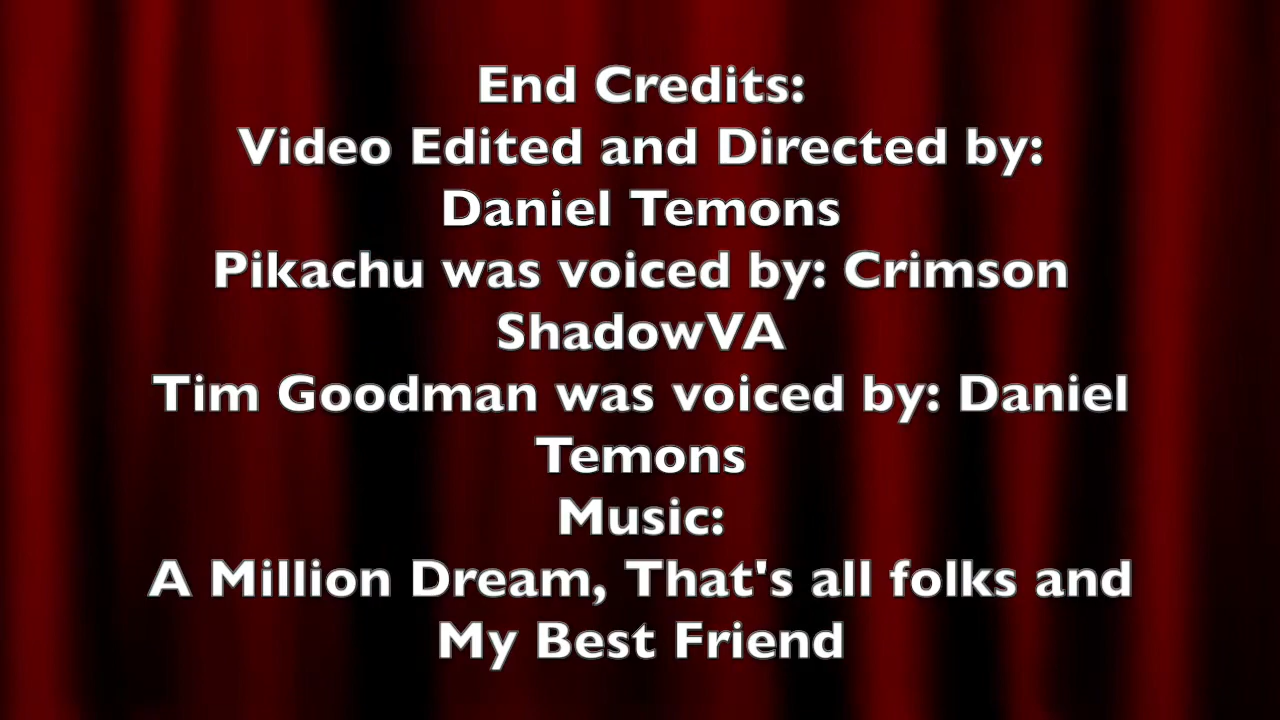 End Credits:
Video Edited and Directed by:
Daniel Temons
Pikachu was voiced by: Crimson
ShadowVA
Tim Goodman was voiced by: Daniel
Temons
Music:
A Million Dream, That's all folks and
My Best Friend